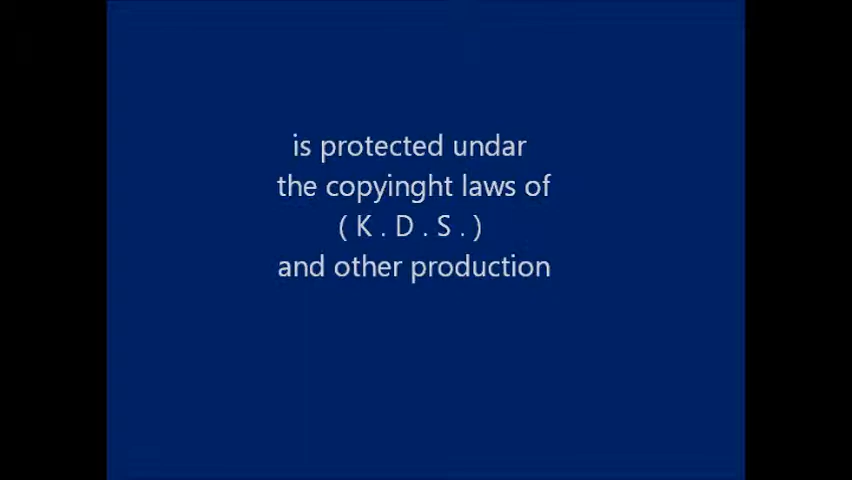 is protected undar
the copyinght laws of
( K . D . S . )
and other production